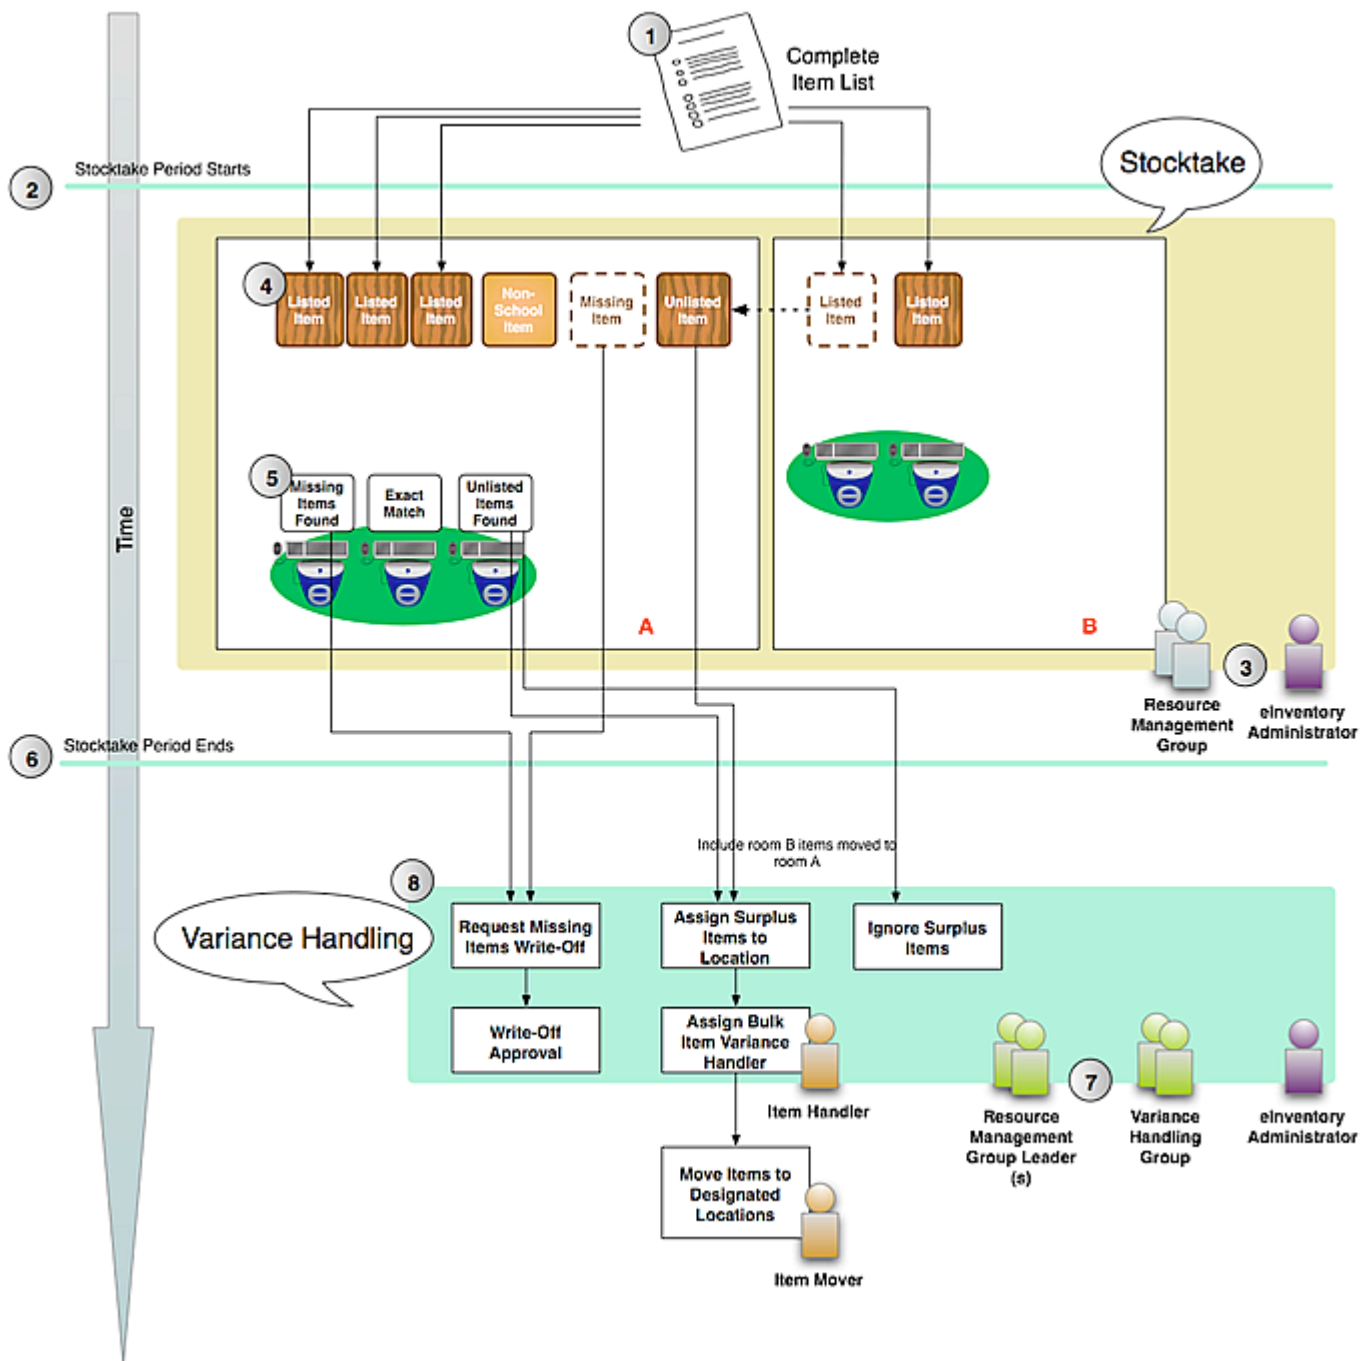 1
Complete
Item List
Stocktake Period Starts
2
Stocktake
4
Listed
Item
Listed
Item
Listed
Item
Non-
School
Item
Missing
Item
Unlisted
Item
Listed
Item
Listed
Item
5
Missing
Items
Found
Exact
Match
Unlisted
Items
Found
Time
A
B
3
Resource
Management
Group
eInventory
Administrator
Stocktake Period Ends
6
Include room B items moved to
room A
8
Variance Handling
Request Missing
Items Write-Off
Assign Surplus
Items to
Location
Ignore Surplus
Items
Write-Off
Approval
Assign Bulk
Item Variance
Handler
Item Handler
7
Resource
Management
Group Leader
(s)
Variance
Handling
Group
eInventory
Administrator
Move Items to
Designated
Locations
Item Mover